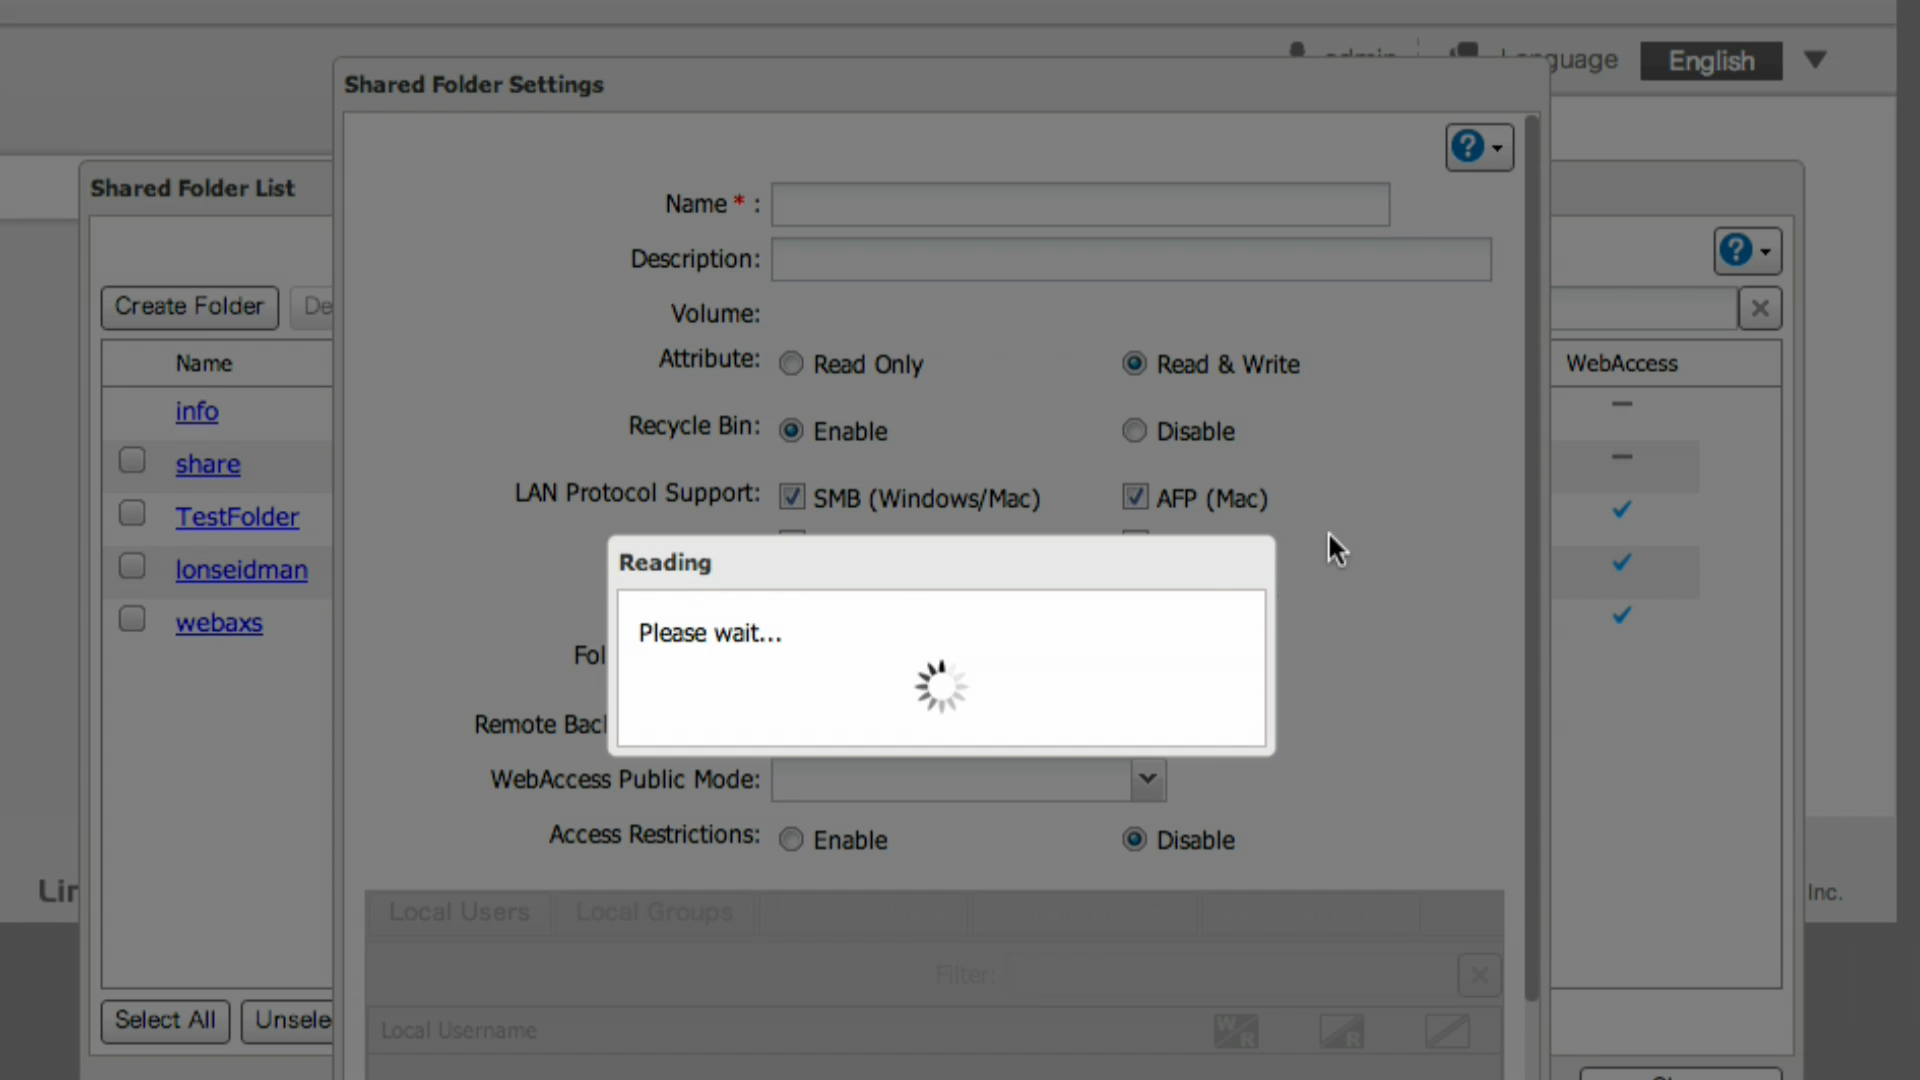 Language English
Shared Folder Settings
Shared Folder List
Name * :
Description:
Create Folder De
Volume:
Name
Attribute: Read Only Read & Write
WebAccess
info
Recycle Bin: Enable Disable
share
LAN Protocol Support: SMB (Windows/Mac) AFP (Mac)
TestFolder
lonseidman
Reading
webaxs
Please wait...
Fol
Remote Bac
WebAccess Public Mode:
Access Restrictions: Enable Disable
Inc.
Local Users Local Groups
Filter:
Select All Unsele
Local Username
W R
R